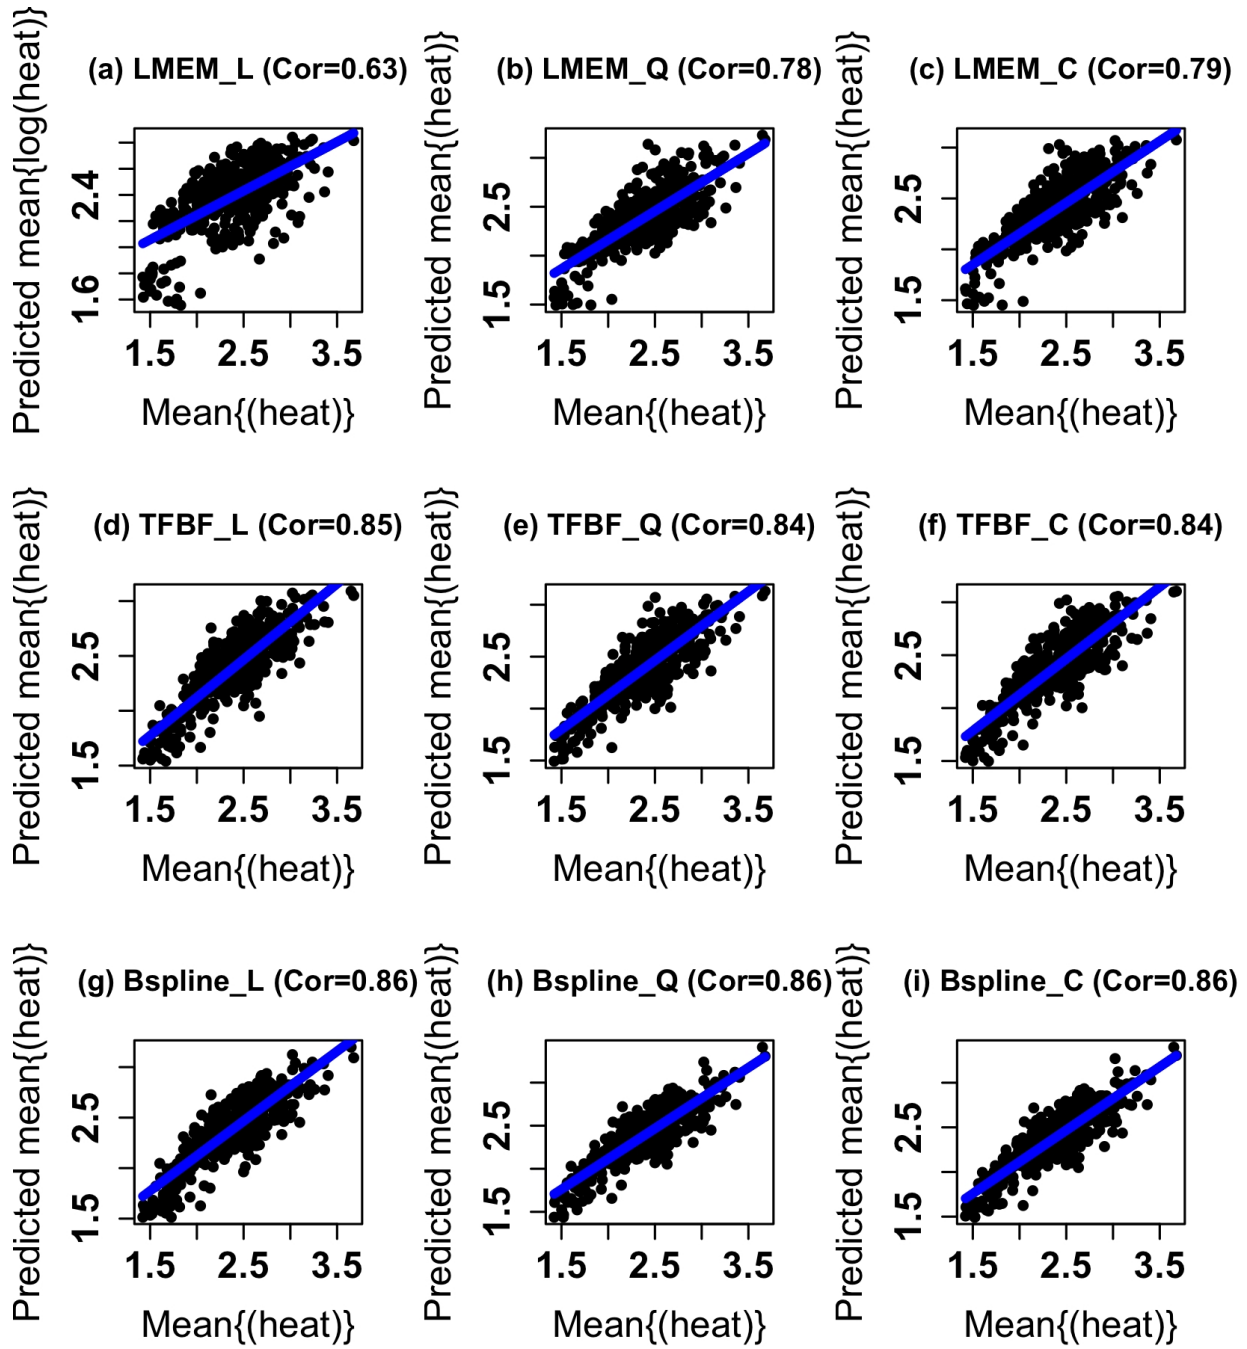 (a) LMEM_L (Cor=0.63)
Predicted mean{log(heat)}
2.4
1.6
1.5 2.5 3.5
Mean{(heat)}
(b) LMEM_Q (Cor=0.78)
Predicted mean{(heat)}
2.5
1.5
1.5 2.5 3.5
Mean{(heat)}
(c) LMEM_C (Cor=0.79)
Predicted mean{(heat)}
2.5
1.5
1.5 2.5 3.5
Mean{(heat)}
(d) TFBF_L (Cor=0.85)
Predicted mean{(heat)}
2.5
1.5
1.5 2.5 3.5
Mean{(heat)}
(e) TFBF_Q (Cor=0.84)
Predicted mean{(heat)}
2.5
1.5
1.5 2.5 3.5
Mean{(heat)}
(f) TFBF_C (Cor=0.84)
Predicted mean{(heat)}
2.5
1.5
1.5 2.5 3.5
Mean{(heat)}
(g) Bspline_L (Cor=0.86)
Predicted mean{(heat)}
2.5
1.5
1.5 2.5 3.5
Mean{(heat)}
(h) Bspline_Q (Cor=0.86)
Predicted mean{(heat)}
2.5
1.5
1.5 2.5 3.5
Mean{(heat)}
(i) Bspline_C (Cor=0.86)
Predicted mean{(heat)}
2.5
1.5
1.5 2.5 3.5
Mean{(heat)}